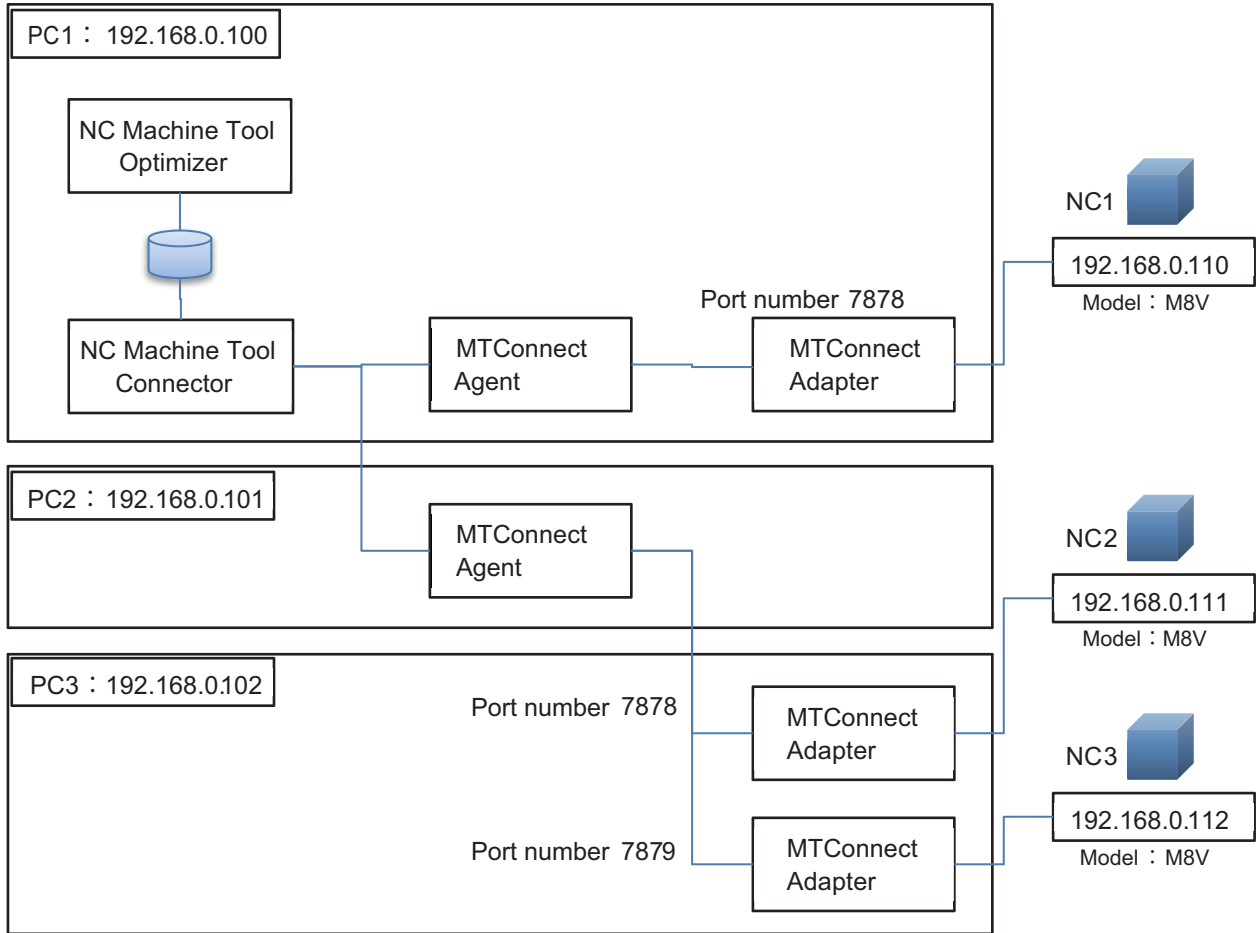 PC1：192.168.0.100
NC Machine Tool
Optimizer
NC Machine Tool
Connector
MTConnect
Agent
Port number 7878
MTConnect
Adapter
NC1
192.168.0.110
Model：M8V
PC2：192.168.0.101
MTConnect
Agent
NC2
192.168.0.111
Model：M8V
PC3：192.168.0.102
Port number 7878
MTConnect
Adapter
Port number 7879
MTConnect
Adapter
NC3
192.168.0.112
Model：M8V